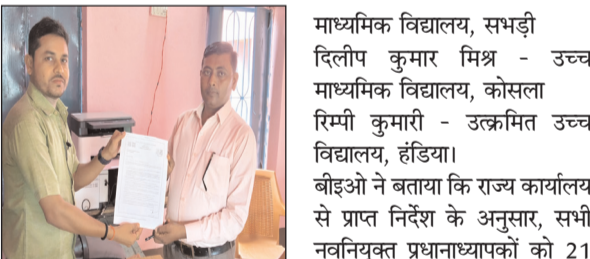 माध्यमिक विद्यालय, सभड़ी
दिलीप कुमार मिश्र - उच्च
माध्यमिक विद्यालय, कोसला
रिम्पी कुमारी - उत्क्रमित उच्च
विद्यालय, हंडिया।
बीइओ ने बताया कि राज्य कार्यालय
से प्राप्त निर्देश के अनुसार, सभी
नवनियुक्त प्रधानाध्यापकों को 21